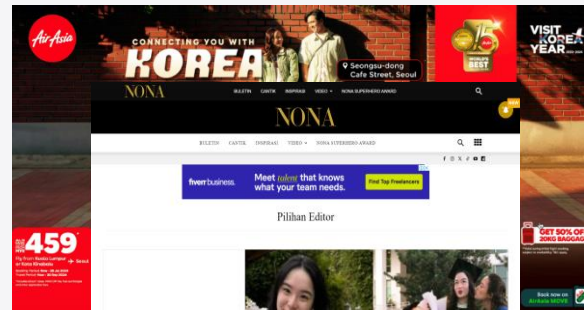 AirAsia
CONNECTING YOU WITH
KOREA
Seongsu-dong
Cafe Street, Seoul
15
WORLD'S
BEST
VISIT
KOREA
YEAR
NONA
BULETIN CANTIK INSPIRASI VIDEO NONA SUPERHERO AWARD
NONA
BULETIN CANTIK INSPIRASI VIDEO NONA SUPERHERO AWARD
fiverr business.
Meet talent that knows
what your team needs.
Find Top Freelancers
Pilihan Editor
459
Fly from Kuala Lumpur
or Kota Kinabalu
Seoul
GET 50% OFF
20KG BAGGAG
Book now on
AirAsia MOVE